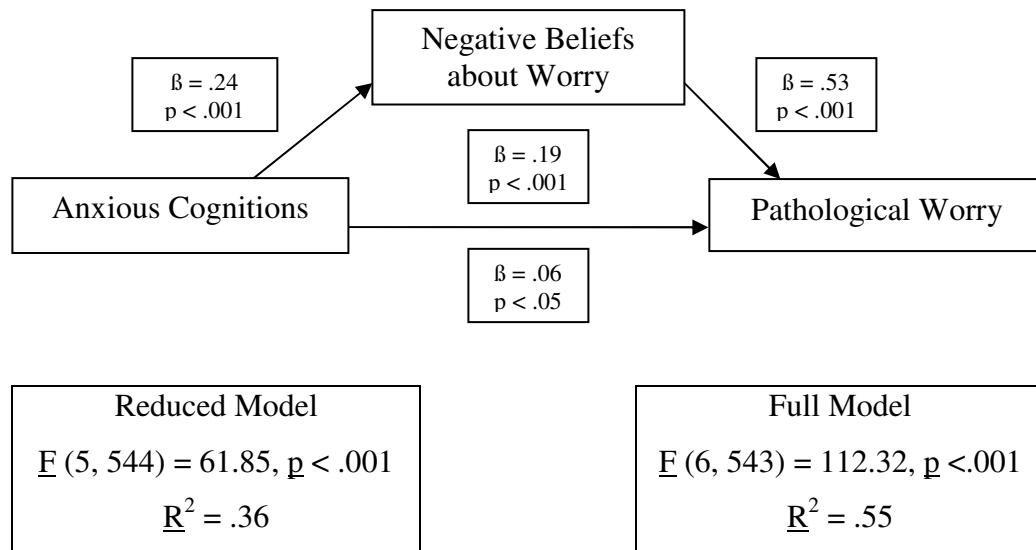 Negative Beliefs
about Worry
ß = .24
p < .001
ß = .53
p < .001
ß = .19
p < .001
Anxious Cognitions
Pathological Worry
ß = .06
p < .05
Reduced Model
F (5, 544) = 61.85, p < .001
R² = .36
Full Model
F (6, 543) = 112.32, p <.001
R² = .55